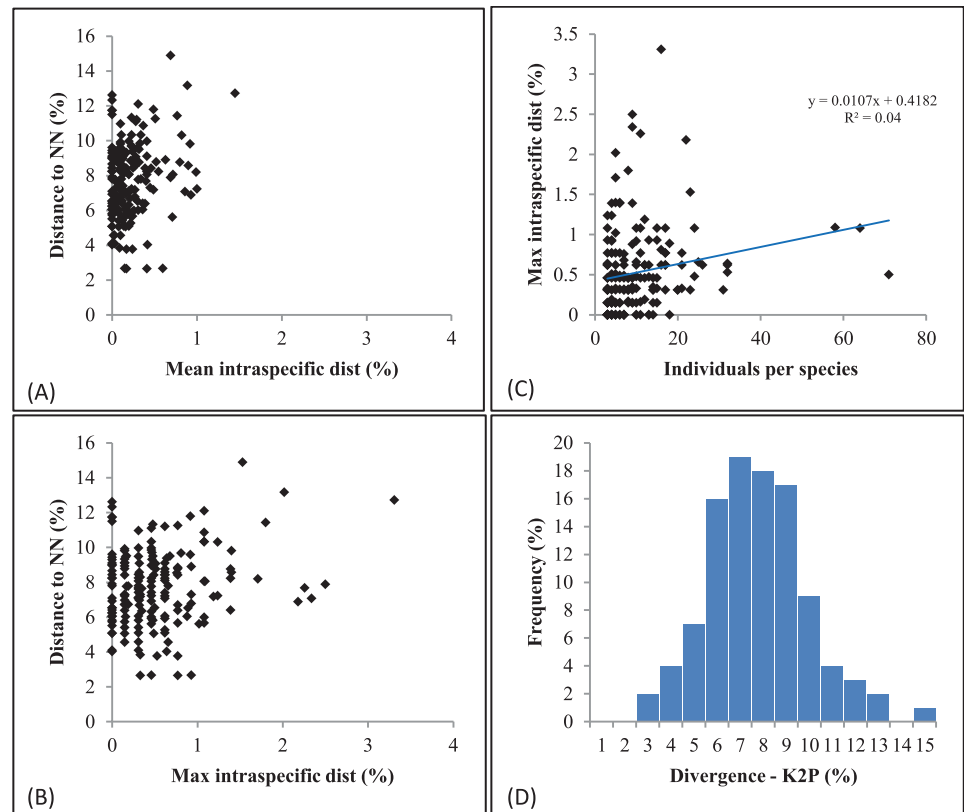 16
14
12
10
8
6
4
2
0
Distance to NN (%)
0 1 2 3 4
Mean intraspecific dist (%)
(A)
3.5
3
2.5
2
1.5
1
0.5
0
Max intraspecific dist (%)
y = 0.0107x + 0.4182
R² = 0.04
0 20 40 60 80
Individuals per species
(C)
16
14
12
10
8
6
4
2
0
Distance to NN (%)
0 1 2 3 4
Max intraspecific dist (%)
(B)
20
18
16
14
12
10
8
6
4
2
0
Frequency (%)
1 2 3 4 5 6 7 8 9 10 11 12 13 14 15
Divergence - K2P (%)
(D)